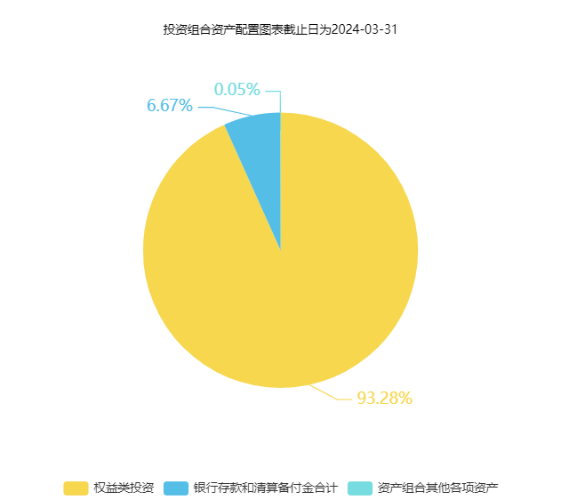 投资组合资产配置图表截止日为2024-03-31
0.05%
6.67%
93.28%
权益类投资 银行存款和清算备付金合计 资产组合其他各项资产